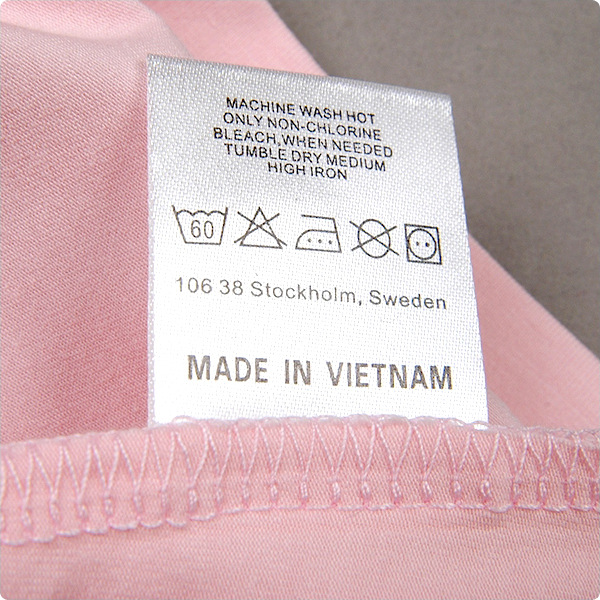 MACHINE WASH HOT
ONLY NON-CHLORINE
BLEACH,WHEN NEEDED
TUMBLE DRY MEDIUM
HIGH IRON
60
106 38 Stockholm, Sweden
MADE IN VIETNAM